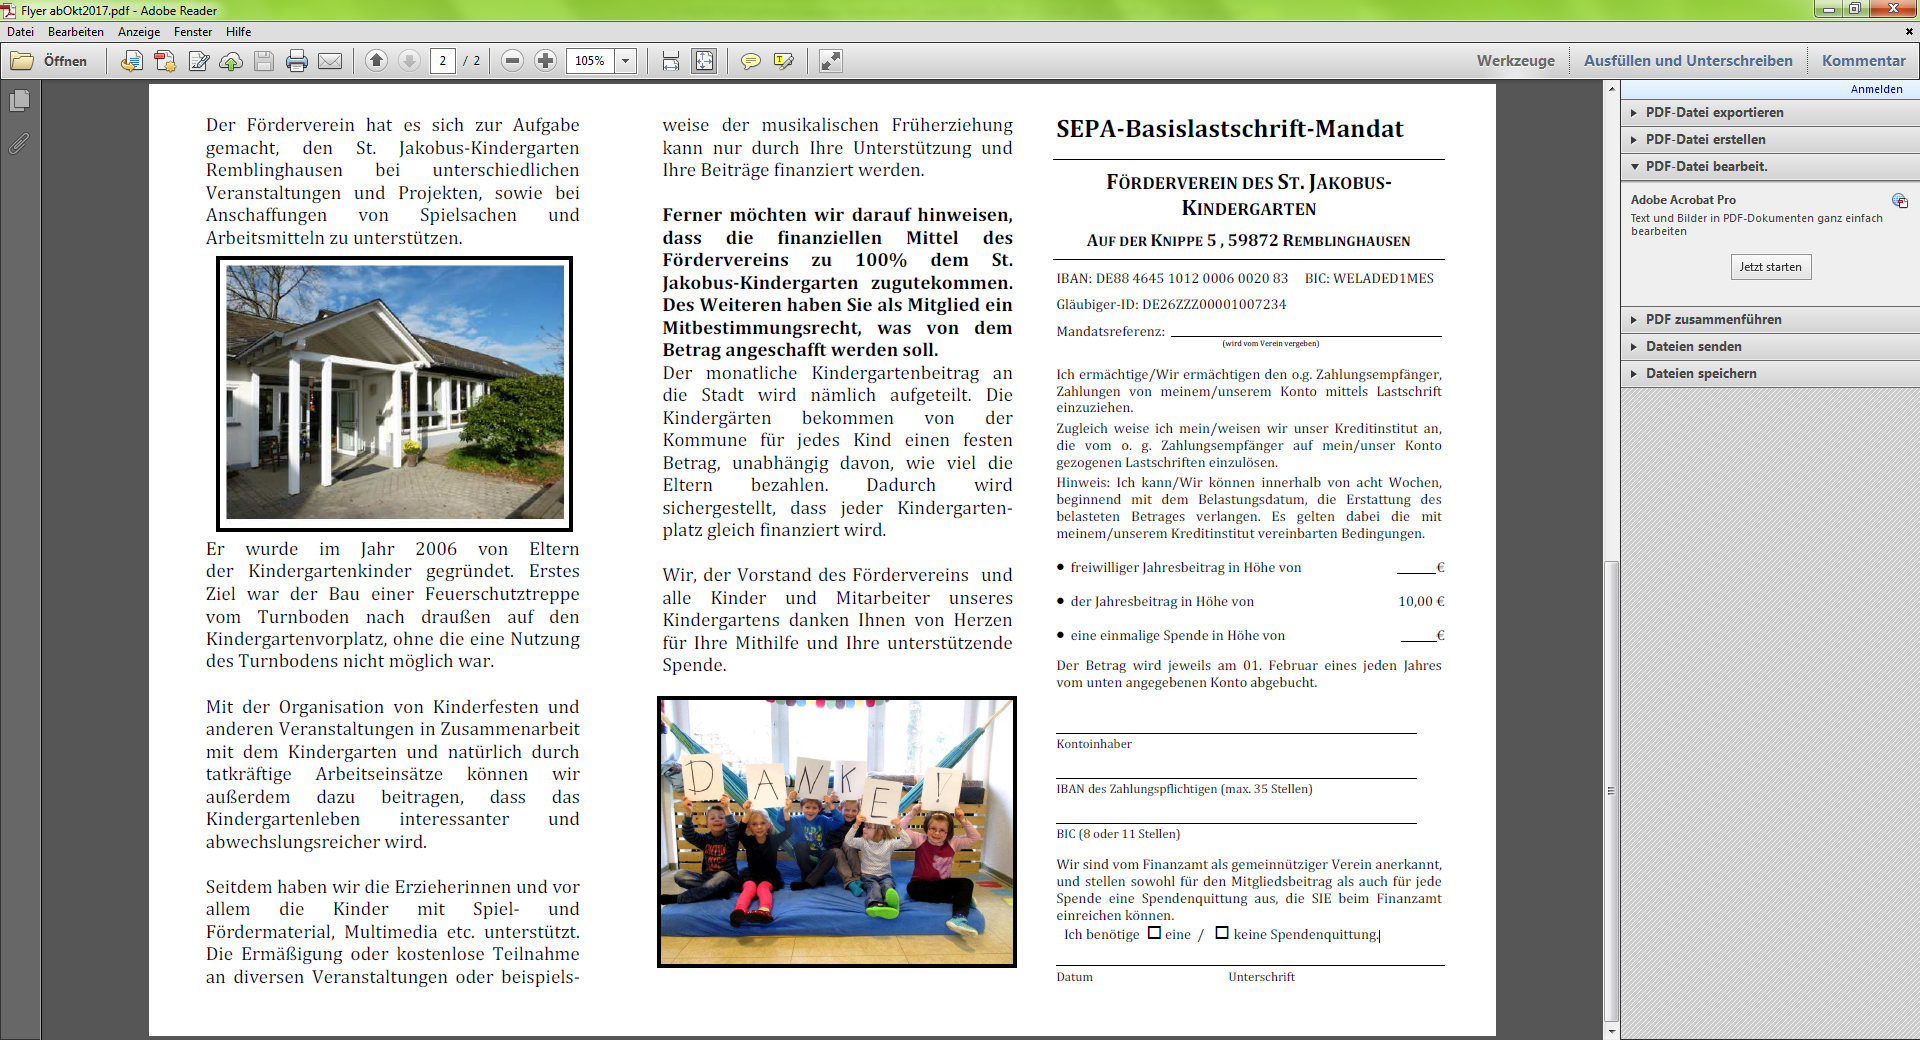 Flyer abOkt2017.pdf - Adobe Reader
Datei Bearbeiten Anzeige Fenster Hilfe
Öffnen 2 / 2 105% Werkzeuge Ausfüllen und Unterschreiben Kommentar
Der Förderverein hat es sich zur Aufgabe
gemacht, den St. Jakobus-Kindergarten
Remblinghausen bei unterschiedlichen
Veranstaltungen und Projekten, sowie bei
Anschaffungen von Spielsachen und
Arbeitsmitteln zu unterstützen.
Er wurde im Jahr 2006 von Eltern
der Kindergartenkinder gegründet. Erstes
Ziel war der Bau einer Feuerschutztreppe
vom Turnboden nach draußen auf den
Kindergartenvorplatz, ohne die eine Nutzung
des Turnbodens nicht möglich war.
Mit der Organisation von Kinderfesten und
anderen Veranstaltungen in Zusammenarbeit
mit dem Kindergarten und natürlich durch
tatkräftige Arbeitseinsätze können wir
außerdem dazu beitragen, dass das
Kindergartenleben interessanter und
abwechslungsreicher wird.
Seitdem haben wir die Erzieherinnen und vor
allem die Kinder mit Spiel- und
Fördermaterial, Multimedia etc. unterstützt.
Die Ermäßigung oder kostenlose Teilnahme
an diversen Veranstaltungen oder beispiels-
weise der musikalischen Früherziehung
kann nur durch Ihre Unterstützung und
Ihre Beiträge finanziert werden.
Ferner möchten wir darauf hinweisen,
dass die finanziellen Mittel des
Fördervereins zu 100% dem St.
Jakobus-Kindergarten zugutekommen.
Des Weiteren haben Sie als Mitglied ein
Mitbestimmungsrecht, was von dem
Betrag angeschafft werden soll.
Der monatliche Kindergartenbeitrag an
die Stadt wird nämlich aufgeteilt. Die
Kindergärten bekommen von der
Kommune für jedes Kind einen festen
Betrag, unabhängig davon, wie viel die
Eltern bezahlen. Dadurch wird
sichergestellt, dass jeder Kindergarten-
platz gleich finanziert wird.
Wir, der Vorstand des Fördervereins und
alle Kinder und Mitarbeiter unseres
Kindergartens danken Ihnen von Herzen
für Ihre Mithilfe und Ihre unterstützende
Spende.
DANKE!
SEPA-Basislastschrift-Mandat
FÖRDERVEREIN DES ST. JAKOBUS-
KINDERGARTEN
AUF DER KNIPPE 5 , 59872 REMBLINGHAUSEN
IBAN: DE88 4645 1012 0006 0020 83 BIC: WELADED1MES
Gläubiger-ID: DE26ZZZ00001007234
Mandatsreferenz:
(wird vom Verein vergeben)
Ich ermächtige/Wir ermächtigen den o.g. Zahlungsempfänger,
Zahlungen von meinem/unserem Konto mittels Lastschrift
einzuziehen.
Zugleich weise ich mein/weisen wir unser Kreditinstitut an,
die vom o. g. Zahlungsempfänger auf mein/unser Konto
gezogenen Lastschriften einzulösen.
Hinweis: Ich kann/Wir können innerhalb von acht Wochen,
beginnend mit dem Belastungsdatum, die Erstattung des
belasteten Betrages verlangen. Es gelten dabei die mit
meinem/unserem Kreditinstitut vereinbarten Bedingungen.
• freiwilliger Jahresbeitrag in Höhe von _____€
• der Jahresbeitrag in Höhe von 10,00 €
• eine einmalige Spende in Höhe von _____€
Der Betrag wird jeweils am 01. Februar eines jeden Jahres
vom unten angegebenen Konto abgebucht.
Kontoinhaber
IBAN des Zahlungspflichtigen (max. 35 Stellen)
BIC (8 oder 11 Stellen)
Wir sind vom Finanzamt als gemeinnütziger Verein anerkannt,
und stellen sowohl für den Mitgliedsbeitrag als auch für jede
Spende eine Spendenquittung aus, die SIE beim Finanzamt
einreichen können.
Ich benötige ☐ eine / ☐ keine Spendenquittung.
Datum Unterschrift
Anmelden
PDF-Datei exportieren
PDF-Datei erstellen
PDF-Datei bearbeit.
Adobe Acrobat Pro
Text und Bilder in PDF-Dokumenten ganz einfach
bearbeiten
Jetzt starten
PDF zusammenführen
Dateien senden
Dateien speichern